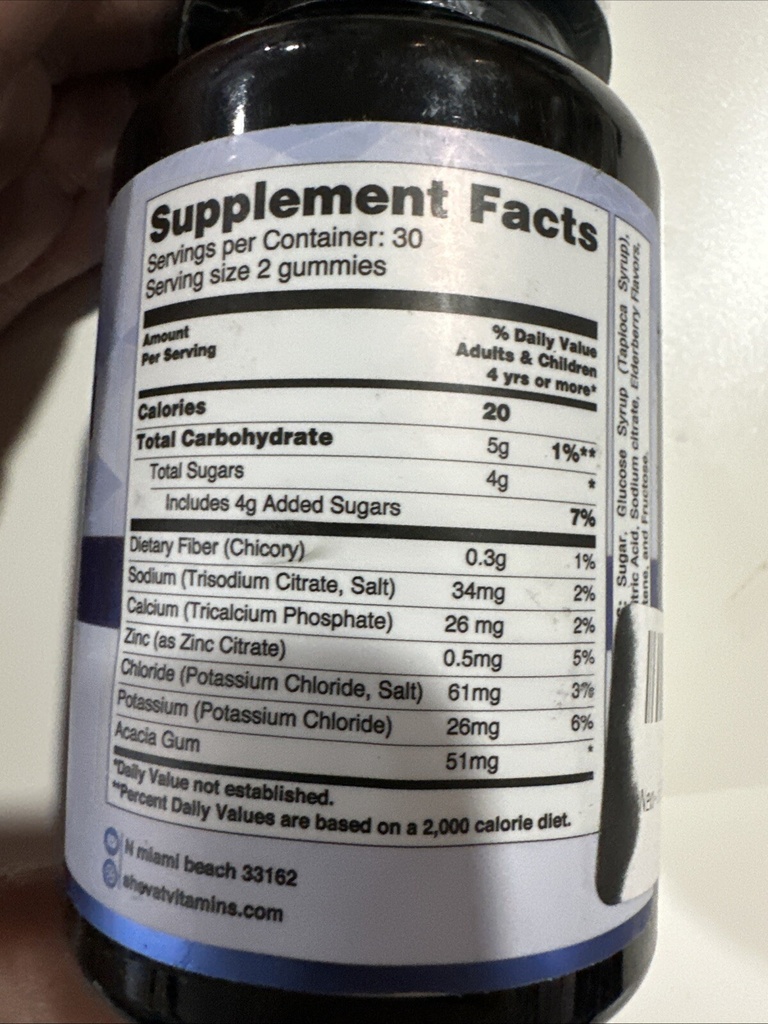 Supplement Facts
Servings per Container: 30
Serving size 2 gummies
Amount
Per Serving
% Daily Value
Adults & Children
4 yrs or more*
Calories 20
Total Carbohydrate 5g 1%**
Total Sugars 4g *
Includes 4g Added Sugars 7%
Dietary Fiber (Chicory) 0.3g 1%
Sodium (Trisodium Citrate, Salt) 34mg 2%
Calcium (Tricalcium Phosphate) 26 mg 2%
Zinc (as Zinc Citrate) 0.5mg 5%
Chloride (Potassium Chloride, Salt) 61mg 3%
Potassium (Potassium Chloride) 26mg 6%
Acacia Gum 51mg *
*Daily Value not established.
**Percent Daily Values are based on a 2,000 calorie diet.
N miami beach 33162
shevatvitamins.com
Sugar, Glucose Syrup (Tapioca Syrup),
Acid, Sodium citrate, Elderberry Flavors,
and Fructose.